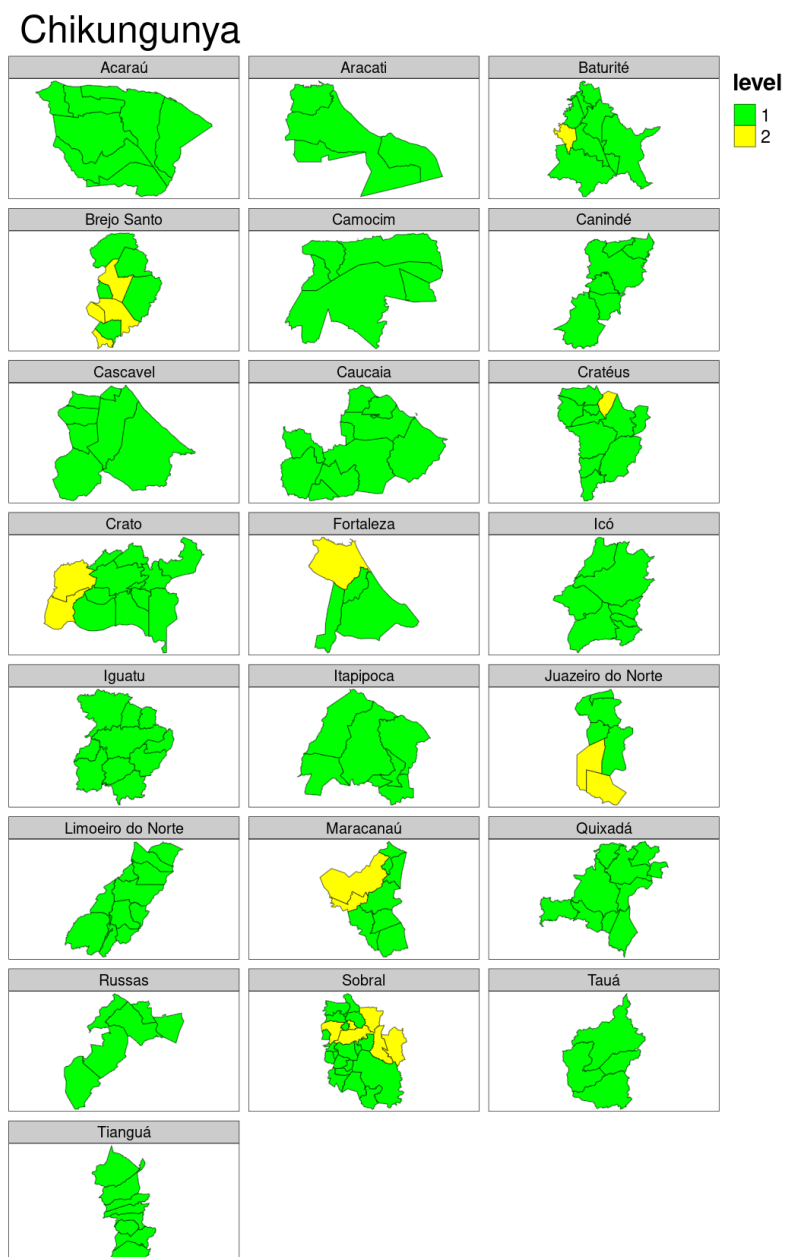 Chikungunya
Acaraú
Aracati
Baturité
level
1
2
Brejo Santo
Camocim
Canindé
Cascavel
Caucaia
Cratéus
Crato
Fortaleza
Icó
Iguatu
Itapipoca
Juazeiro do Norte
Limoeiro do Norte
Maracanaú
Quixadá
Russas
Sobral
Tauá
Tianguá